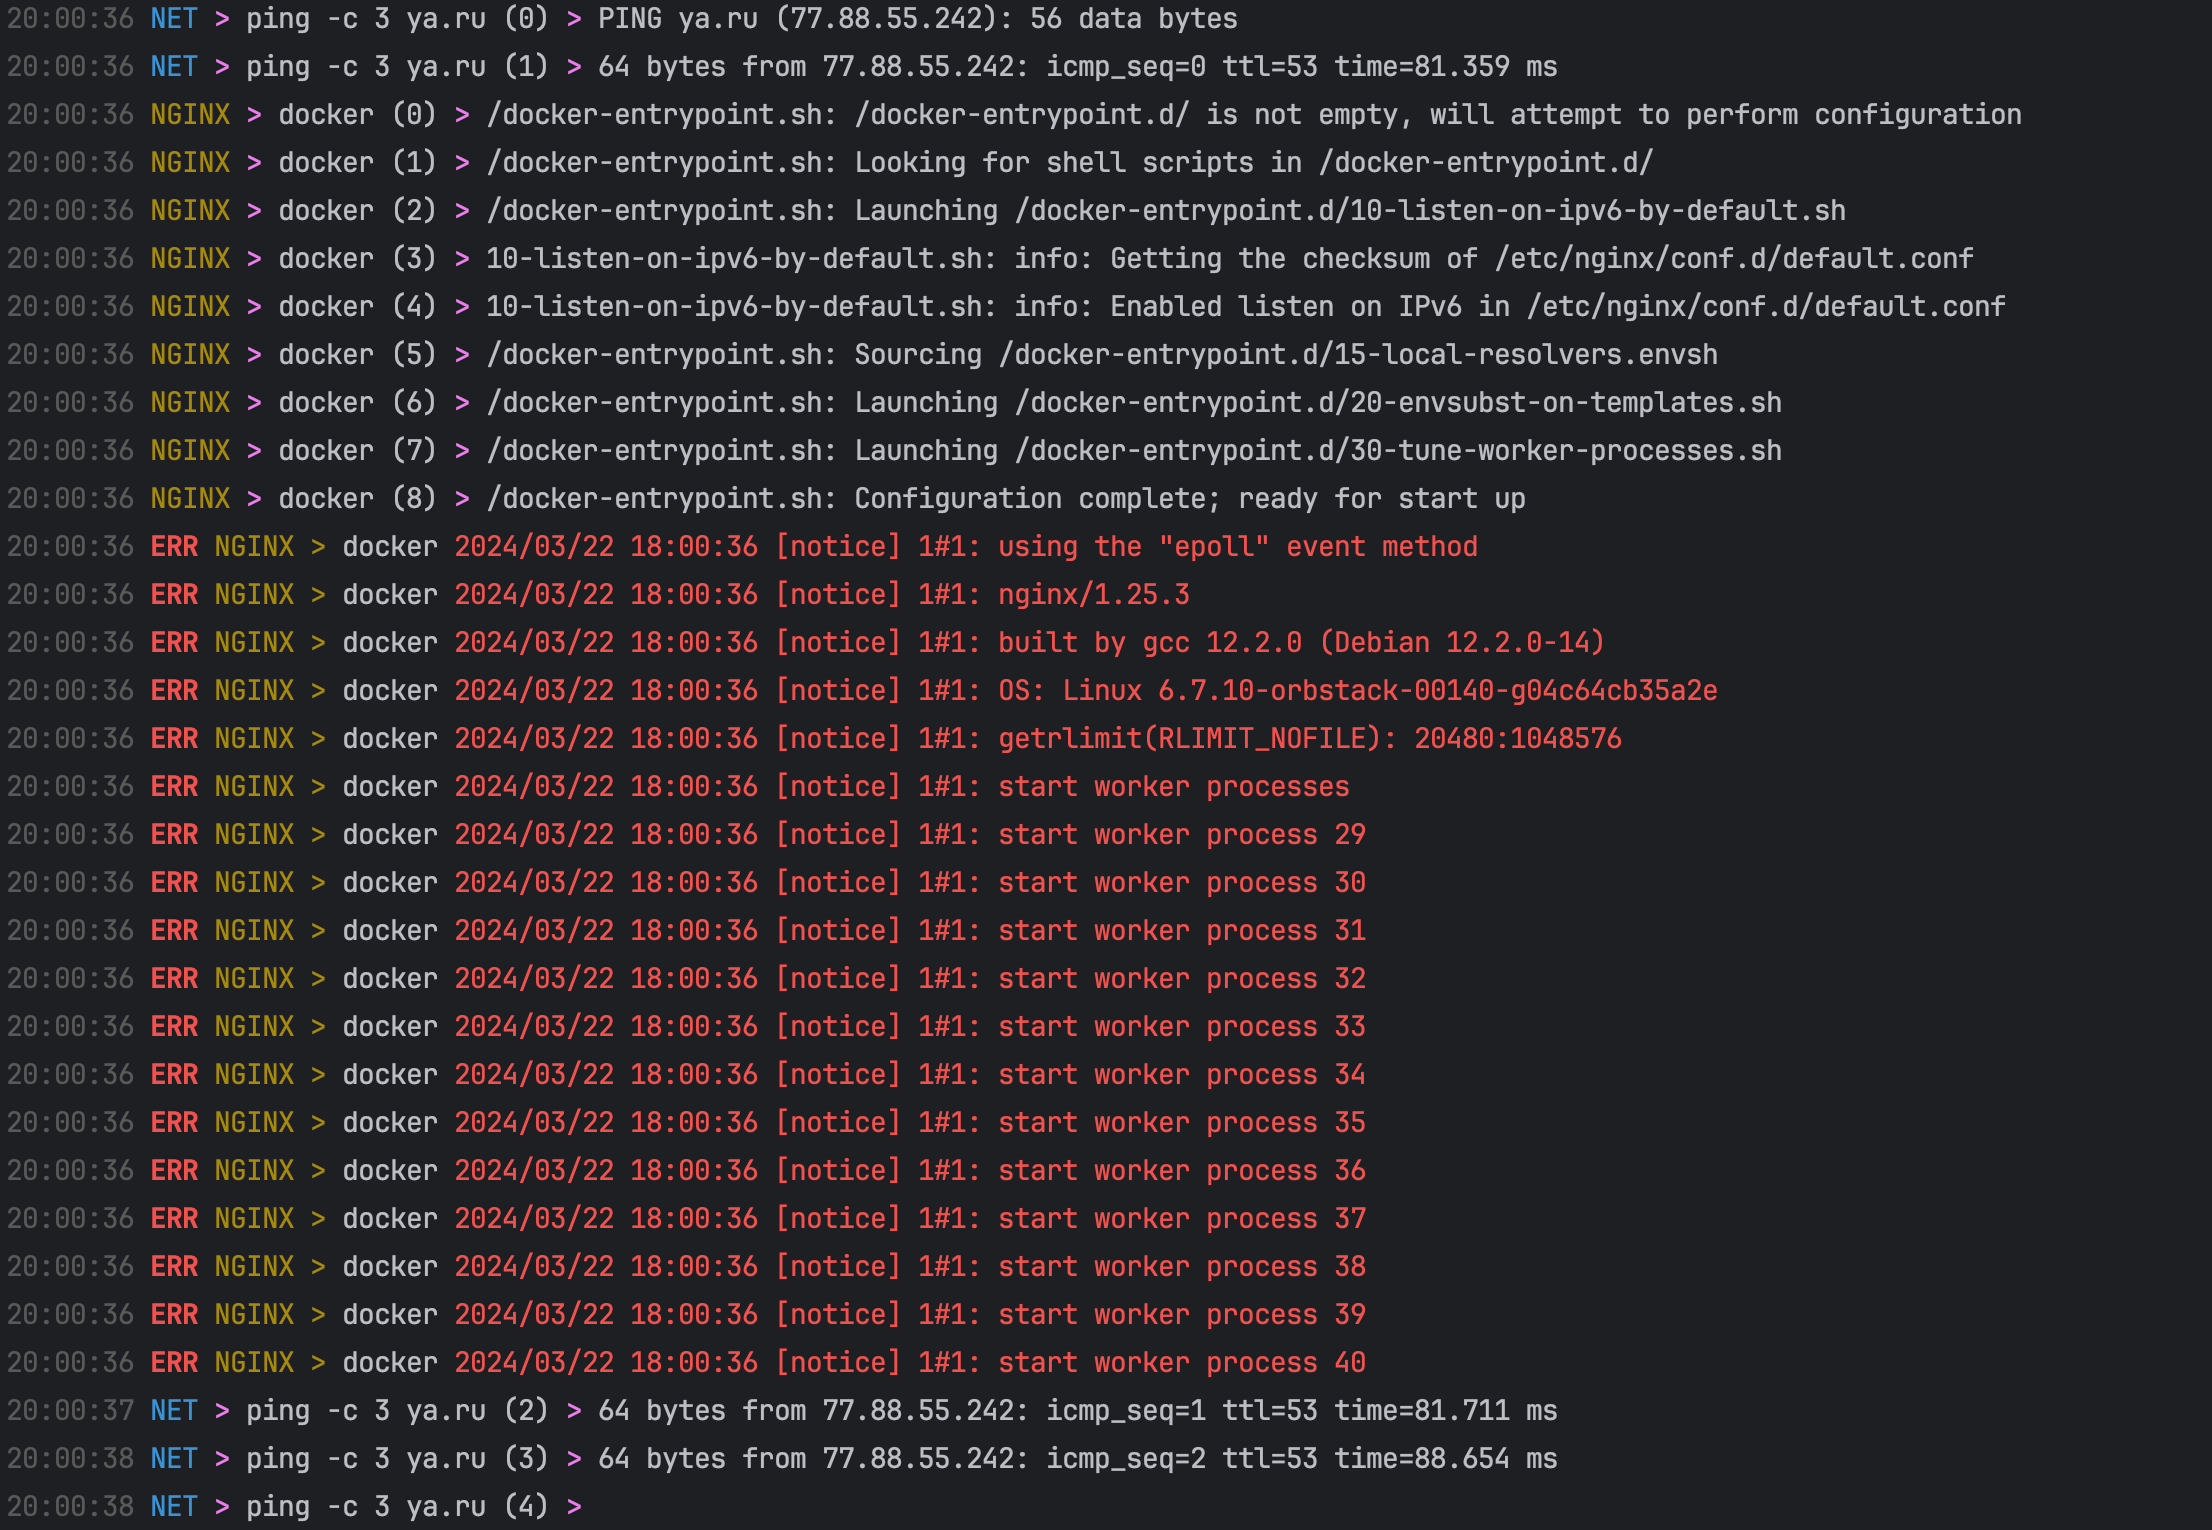 20:00:36 NET > ping -c 3 ya.ru (0) > PING ya.ru (77.88.55.242): 56 data bytes
20:00:36 NET > ping -c 3 ya.ru (1) > 64 bytes from 77.88.55.242: icmp_seq=0 ttl=53 time=81.359 ms
20:00:36 NGINX > docker (0) > /docker-entrypoint.sh: /docker-entrypoint.d/ is not empty, will attempt to perform configuration
20:00:36 NGINX > docker (1) > /docker-entrypoint.sh: Looking for shell scripts in /docker-entrypoint.d/
20:00:36 NGINX > docker (2) > /docker-entrypoint.sh: Launching /docker-entrypoint.d/10-listen-on-ipv6-by-default.sh
20:00:36 NGINX > docker (3) > 10-listen-on-ipv6-by-default.sh: info: Getting the checksum of /etc/nginx/conf.d/default.conf
20:00:36 NGINX > docker (4) > 10-listen-on-ipv6-by-default.sh: info: Enabled listen on IPv6 in /etc/nginx/conf.d/default.conf
20:00:36 NGINX > docker (5) > /docker-entrypoint.sh: Sourcing /docker-entrypoint.d/15-local-resolvers.envsh
20:00:36 NGINX > docker (6) > /docker-entrypoint.sh: Launching /docker-entrypoint.d/20-envsubst-on-templates.sh
20:00:36 NGINX > docker (7) > /docker-entrypoint.sh: Launching /docker-entrypoint.d/30-tune-worker-processes.sh
20:00:36 NGINX > docker (8) > /docker-entrypoint.sh: Configuration complete; ready for start up
20:00:36 ERR NGINX > docker 2024/03/22 18:00:36 [notice] 1#1: using the "epoll" event method
20:00:36 ERR NGINX > docker 2024/03/22 18:00:36 [notice] 1#1: nginx/1.25.3
20:00:36 ERR NGINX > docker 2024/03/22 18:00:36 [notice] 1#1: built by gcc 12.2.0 (Debian 12.2.0-14)
20:00:36 ERR NGINX > docker 2024/03/22 18:00:36 [notice] 1#1: OS: Linux 6.7.10-orbstack-00140-g04c64cb35a2e
20:00:36 ERR NGINX > docker 2024/03/22 18:00:36 [notice] 1#1: getrlimit(RLIMIT_NOFILE): 20480:1048576
20:00:36 ERR NGINX > docker 2024/03/22 18:00:36 [notice] 1#1: start worker processes
20:00:36 ERR NGINX > docker 2024/03/22 18:00:36 [notice] 1#1: start worker process 29
20:00:36 ERR NGINX > docker 2024/03/22 18:00:36 [notice] 1#1: start worker process 30
20:00:36 ERR NGINX > docker 2024/03/22 18:00:36 [notice] 1#1: start worker process 31
20:00:36 ERR NGINX > docker 2024/03/22 18:00:36 [notice] 1#1: start worker process 32
20:00:36 ERR NGINX > docker 2024/03/22 18:00:36 [notice] 1#1: start worker process 33
20:00:36 ERR NGINX > docker 2024/03/22 18:00:36 [notice] 1#1: start worker process 34
20:00:36 ERR NGINX > docker 2024/03/22 18:00:36 [notice] 1#1: start worker process 35
20:00:36 ERR NGINX > docker 2024/03/22 18:00:36 [notice] 1#1: start worker process 36
20:00:36 ERR NGINX > docker 2024/03/22 18:00:36 [notice] 1#1: start worker process 37
20:00:36 ERR NGINX > docker 2024/03/22 18:00:36 [notice] 1#1: start worker process 38
20:00:36 ERR NGINX > docker 2024/03/22 18:00:36 [notice] 1#1: start worker process 39
20:00:36 ERR NGINX > docker 2024/03/22 18:00:36 [notice] 1#1: start worker process 40
20:00:37 NET > ping -c 3 ya.ru (2) > 64 bytes from 77.88.55.242: icmp_seq=1 ttl=53 time=81.711 ms
20:00:38 NET > ping -c 3 ya.ru (3) > 64 bytes from 77.88.55.242: icmp_seq=2 ttl=53 time=88.654 ms
20:00:38 NET > ping -c 3 ya.ru (4) >